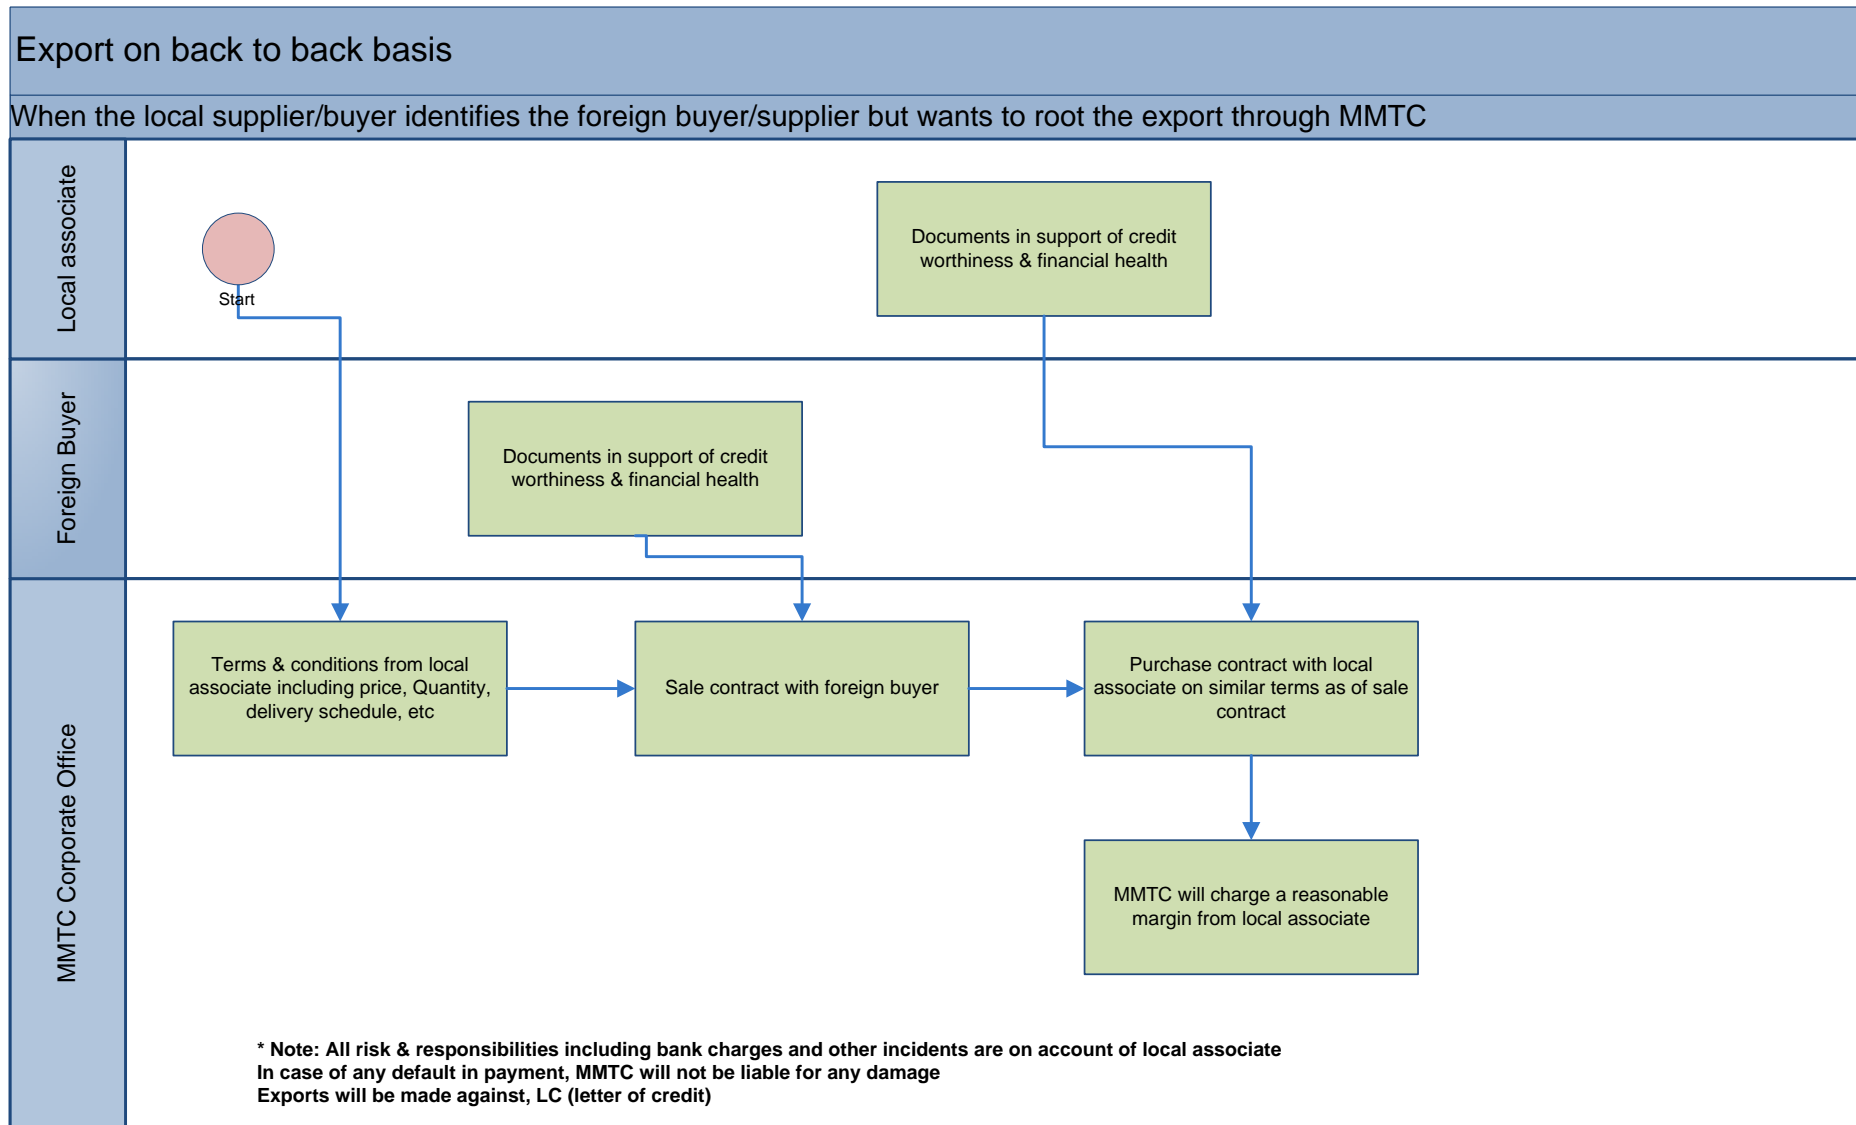 Export on back to back basis
When the local supplier/buyer identifies the foreign buyer/supplier but wants to root the export through MMTC
Local associate
Start
Documents in support of credit
worthiness & financial health
Foreign Buyer
Documents in support of credit
worthiness & financial health
MMTC Corporate Office
Terms & conditions from local
associate including price, Quantity,
delivery schedule, etc
Sale contract with foreign buyer
Purchase contract with local
associate on similar terms as of sale
contract
MMTC will charge a reasonable
margin from local associate
* Note: All risk & responsibilities including bank charges and other incidents are on account of local associate
In case of any default in payment, MMTC will not be liable for any damage
Exports will be made against, LC (letter of credit)